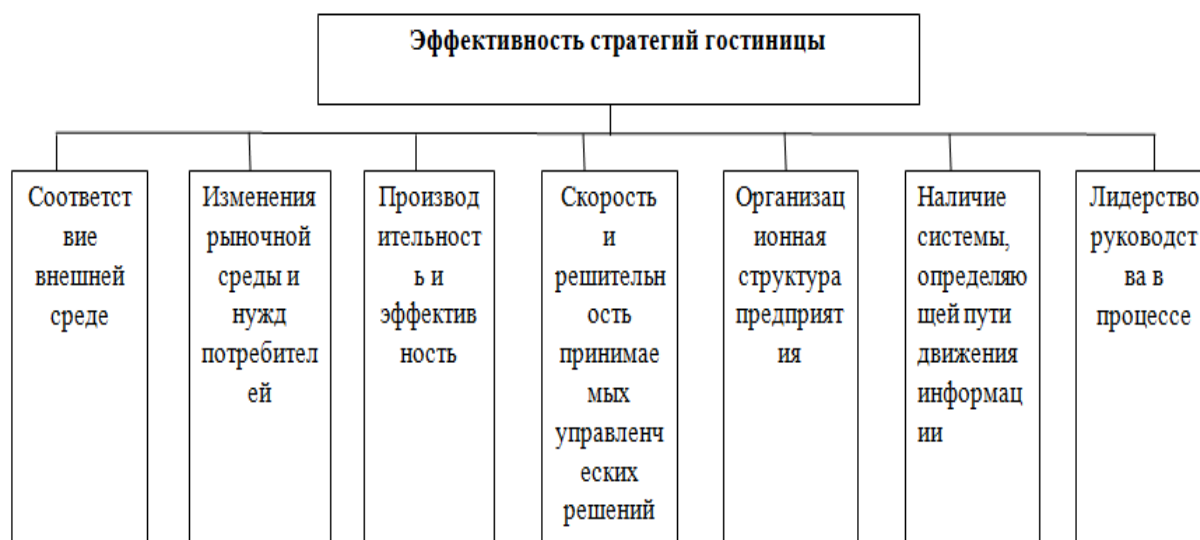 Эффективность стратегий гостиницы
Соответст
вие
внешней
среде
Изменения
рыночной
среды и
нужд
потребител
ей
Производ
ительност
ь и
эффектив
ность
Скорость
и
решительн
ость
принимае
мых
управленч
еских
решений
Организац
ионная
структура
предприят
ия
Наличие
системы,
определяю
щей пути
движения
информац
ии
Лидерство
руководст
ва в
процессе